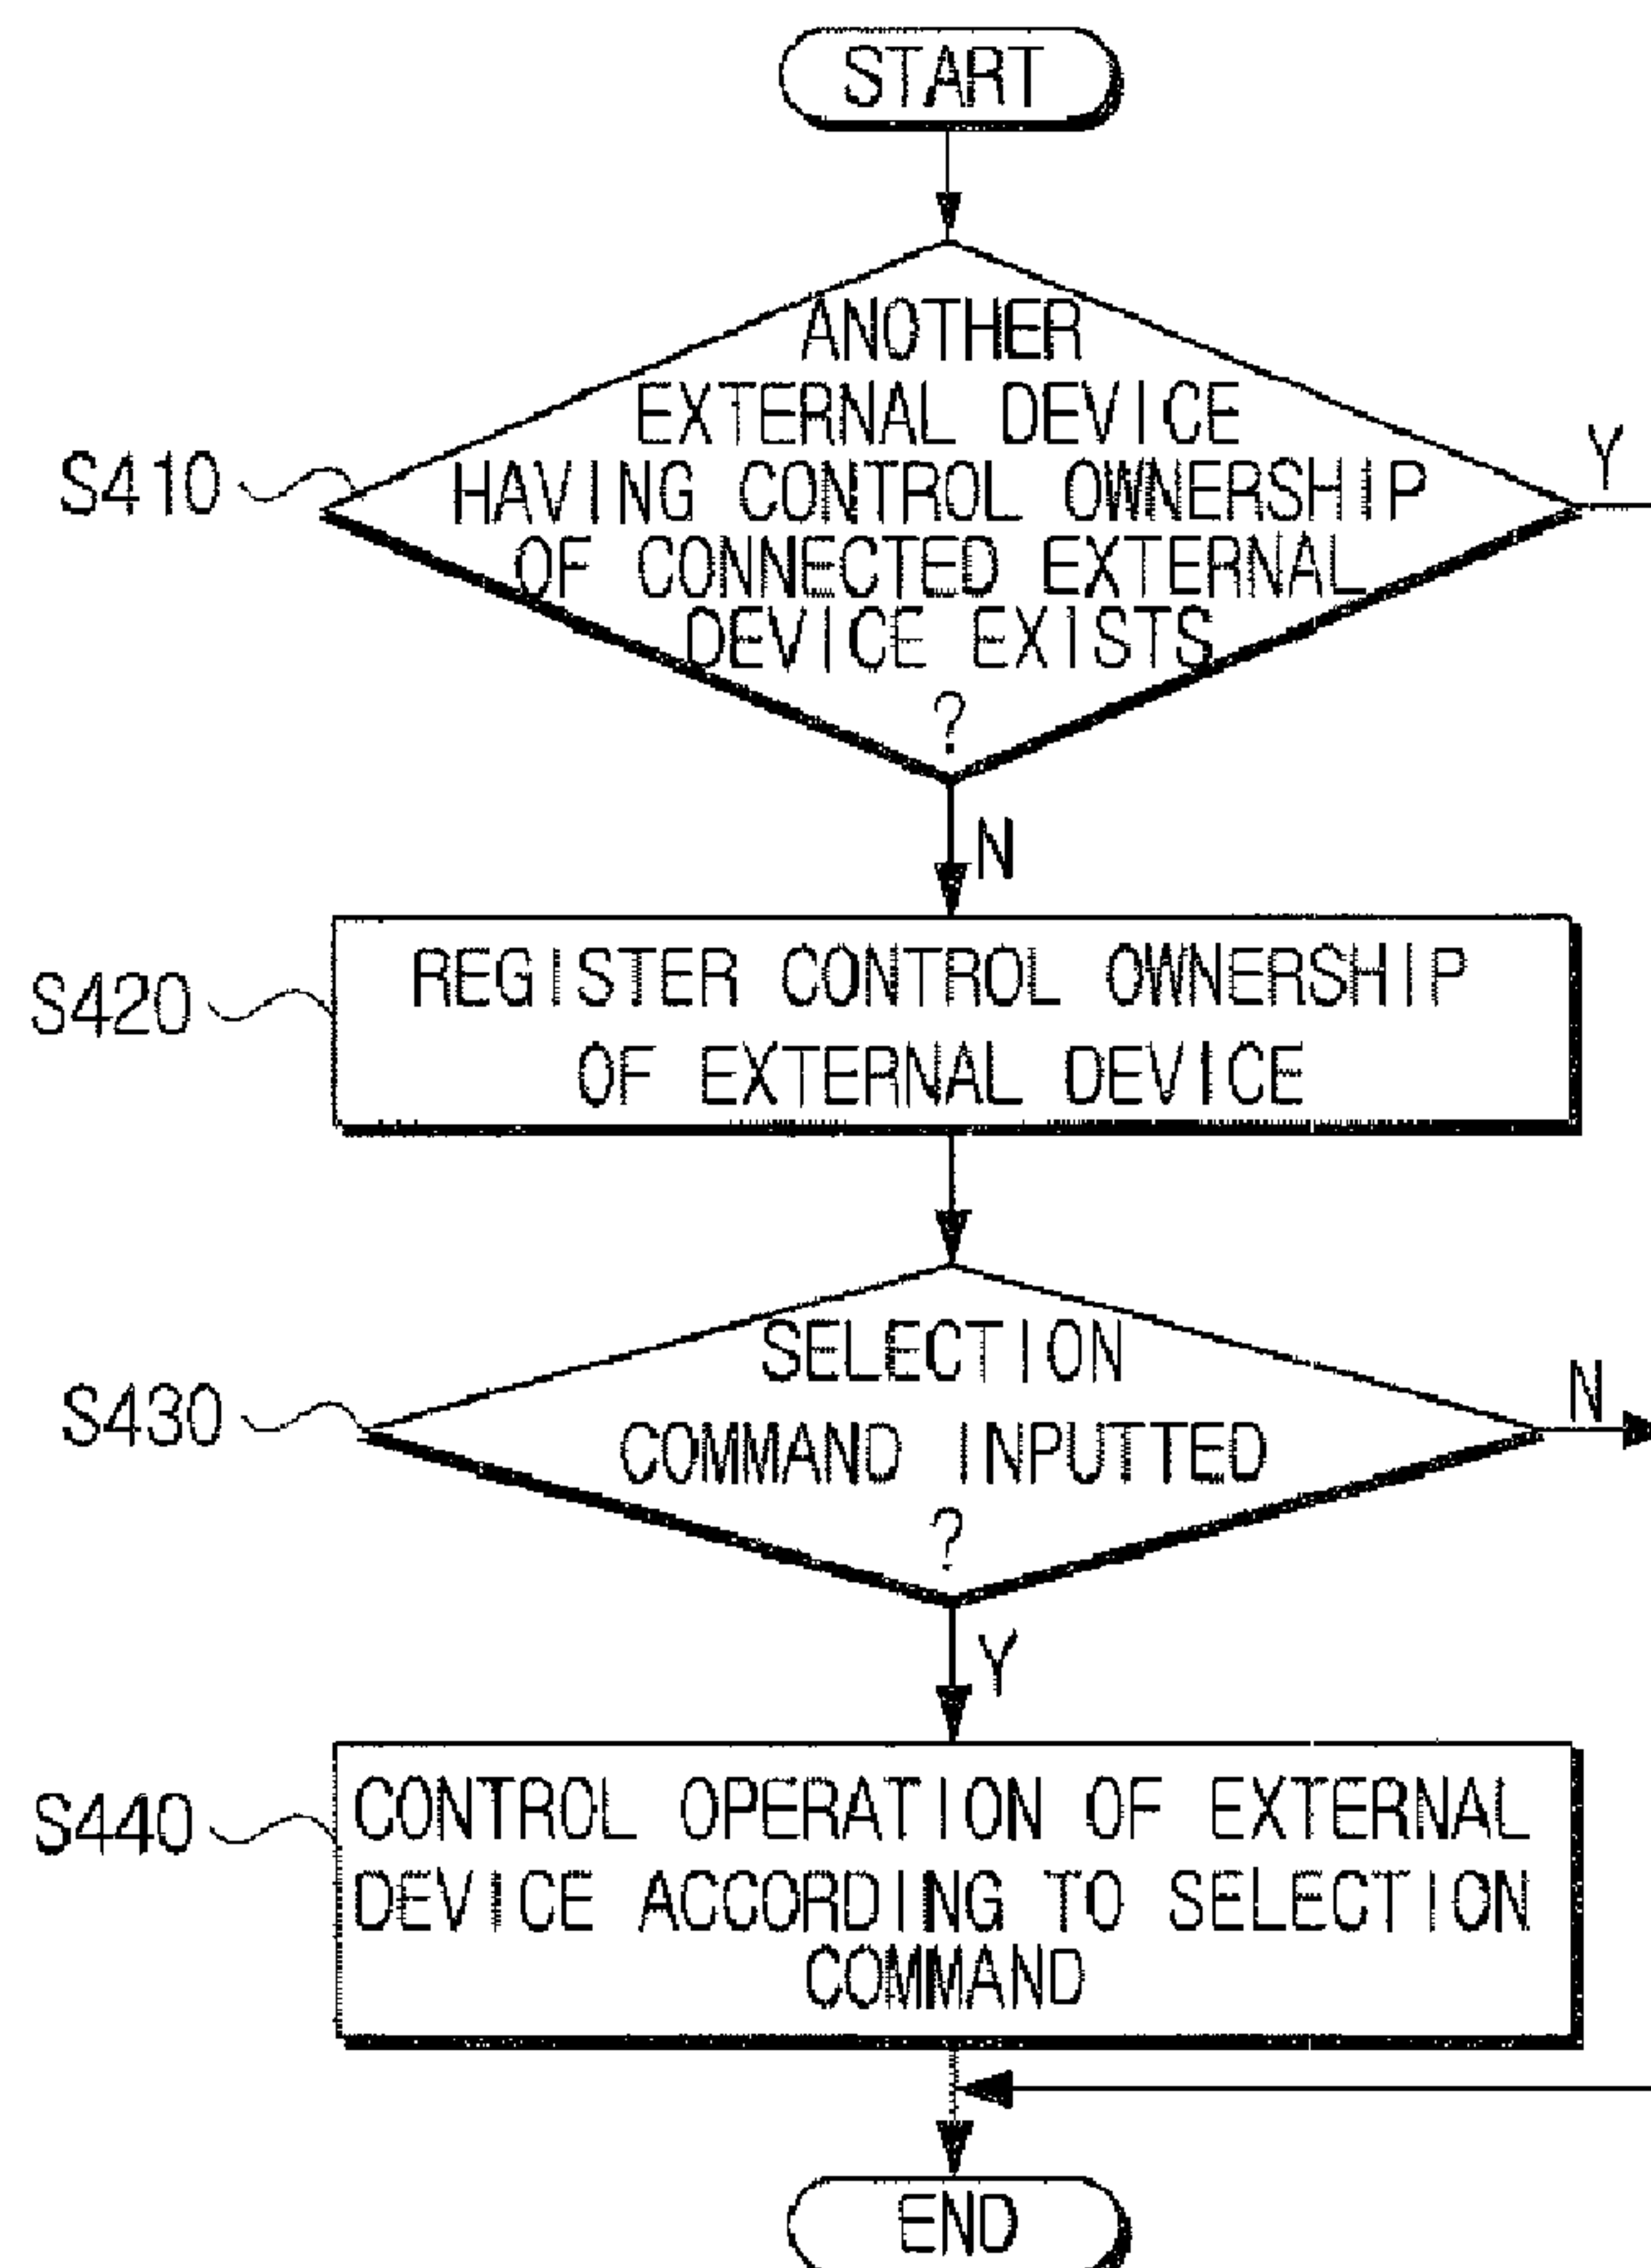 START
ANOTHER
EXTERNAL DEVICE
S410
HAVING CONTROL OWNERSHIP
Y
OF CONNECTED EXTERNAL
DEVICE EXISTS
?
N
S420
REGISTER CONTROL OWNERSHIP
OF EXTERNAL DEVICE
SELECTION
S430
COMMAND INPUTTED
N
?
Y
S440
CONTROL OPERATION OF EXTERNAL
DEVICE ACCORDING TO SELECTION
COMMAND
END